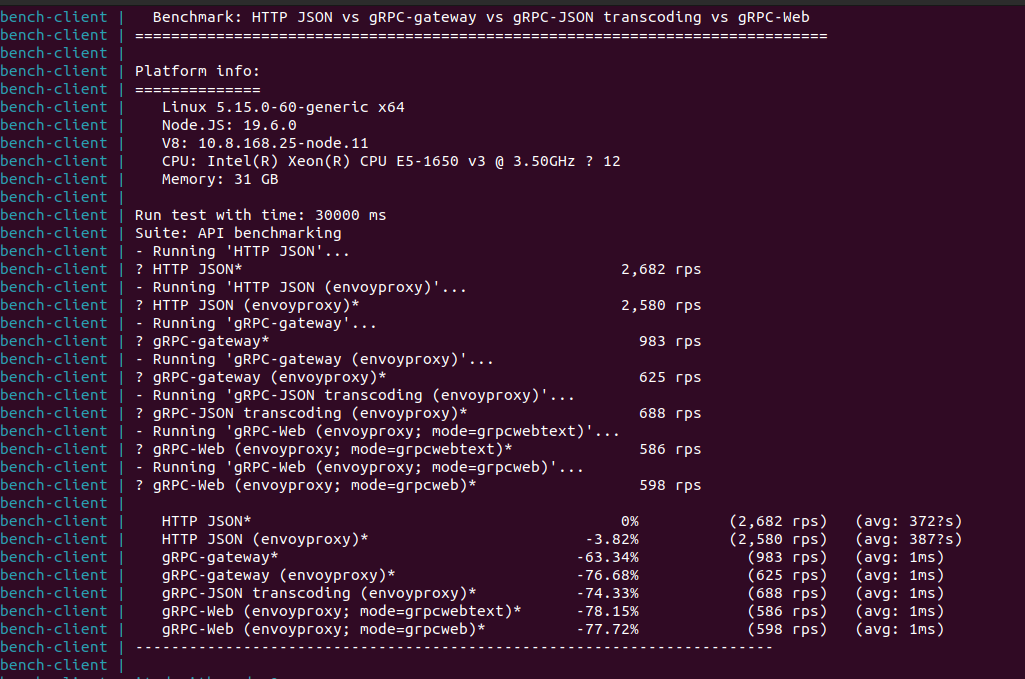 bench-client | Benchmark: HTTP JSON vs gRPC-gateway vs gRPC-JSON transcoding vs gRPC-Web
bench-client | =============================================================================
bench-client |
bench-client | Platform info:
bench-client | ==============
bench-client | Linux 5.15.0-60-generic x64
bench-client | Node.JS: 19.6.0
bench-client | V8: 10.8.168.25-node.11
bench-client | CPU: Intel(R) Xeon(R) CPU E5-1650 v3 @ 3.50GHz ? 12
bench-client | Memory: 31 GB
bench-client |
bench-client | Run test with time: 30000 ms
bench-client | Suite: API benchmarking
bench-client | - Running 'HTTP JSON'...
bench-client | ? HTTP JSON* 2,682 rps
bench-client | - Running 'HTTP JSON (envoyproxy)'...
bench-client | ? HTTP JSON (envoyproxy)* 2,580 rps
bench-client | - Running 'gRPC-gateway'...
bench-client | ? gRPC-gateway* 983 rps
bench-client | - Running 'gRPC-gateway (envoyproxy)'...
bench-client | ? gRPC-gateway (envoyproxy)* 625 rps
bench-client | - Running 'gRPC-JSON transcoding (envoyproxy)'...
bench-client | ? gRPC-JSON transcoding (envoyproxy)* 688 rps
bench-client | - Running 'gRPC-Web (envoyproxy; mode=grpcwebtext)'...
bench-client | ? gRPC-Web (envoyproxy; mode=grpcwebtext)* 586 rps
bench-client | - Running 'gRPC-Web (envoyproxy; mode=grpcweb)'...
bench-client | ? gRPC-Web (envoyproxy; mode=grpcweb)* 598 rps
bench-client |
bench-client | HTTP JSON* 0% (2,682 rps) (avg: 372?s)
bench-client | HTTP JSON (envoyproxy)* -3.82% (2,580 rps) (avg: 387?s)
bench-client | gRPC-gateway* -63.34% (983 rps) (avg: 1ms)
bench-client | gRPC-gateway (envoyproxy)* -76.68% (625 rps) (avg: 1ms)
bench-client | gRPC-JSON transcoding (envoyproxy)* -74.33% (688 rps) (avg: 1ms)
bench-client | gRPC-Web (envoyproxy; mode=grpcwebtext)* -78.15% (586 rps) (avg: 1ms)
bench-client | gRPC-Web (envoyproxy; mode=grpcweb)* -77.72% (598 rps) (avg: 1ms)
bench-client | -----------------------------------------------------------------------
bench-client |